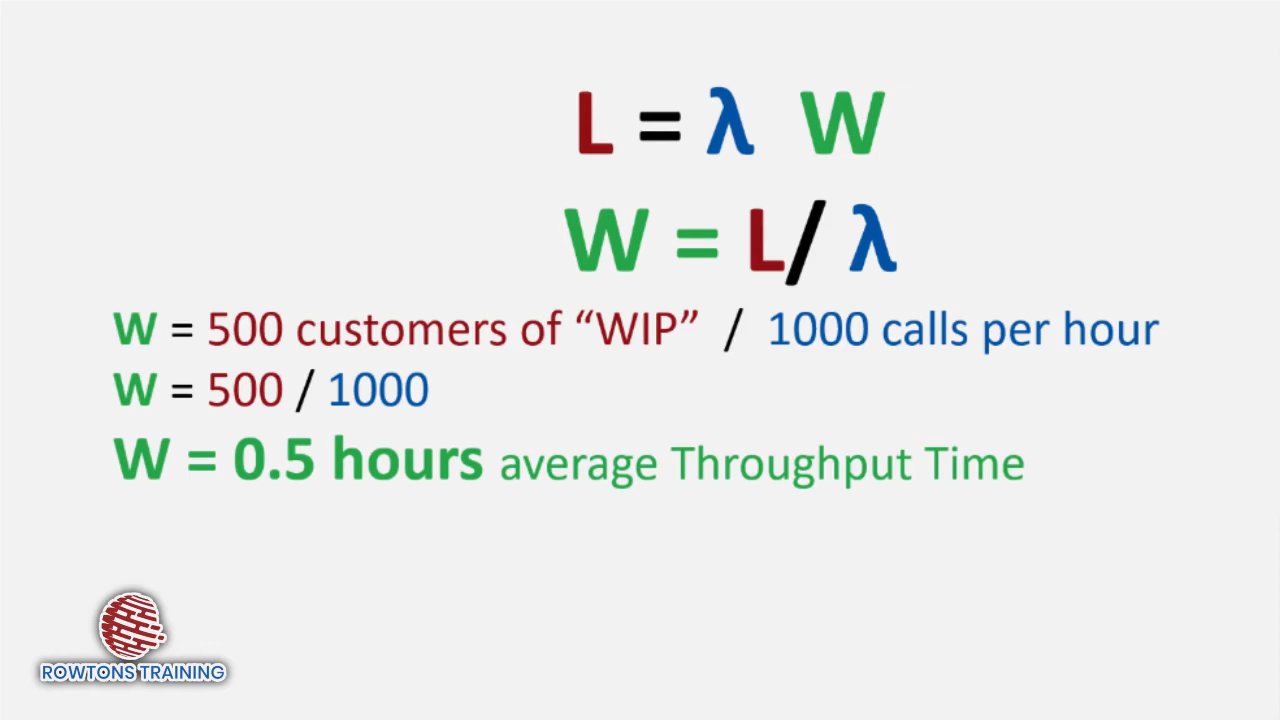 L = λ W
W = L/ λ
W = 500 customers of “WIP” / 1000 calls per hour
W = 500 / 1000
W = 0.5 hours average Throughput Time
ROWTONS TRAINING